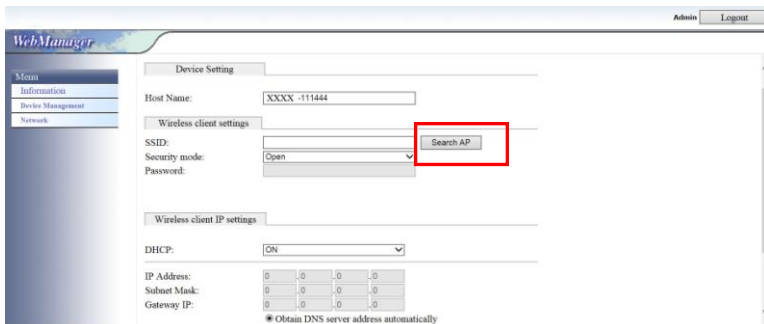 Admin Logout
WebManager
Menu
Information
Device Management
Network
Device Setting
Host Name: XXXX -111444
Wireless client settings
SSID: Search AP
Security mode: Open
Password:
Wireless client IP settings
DHCP: ON
IP Address: 0 .0 .0 .0
Subnet Mask: 0 .0 .0 .0
Gateway IP: 0 .0 .0 .0
Obtain DNS server address automatically